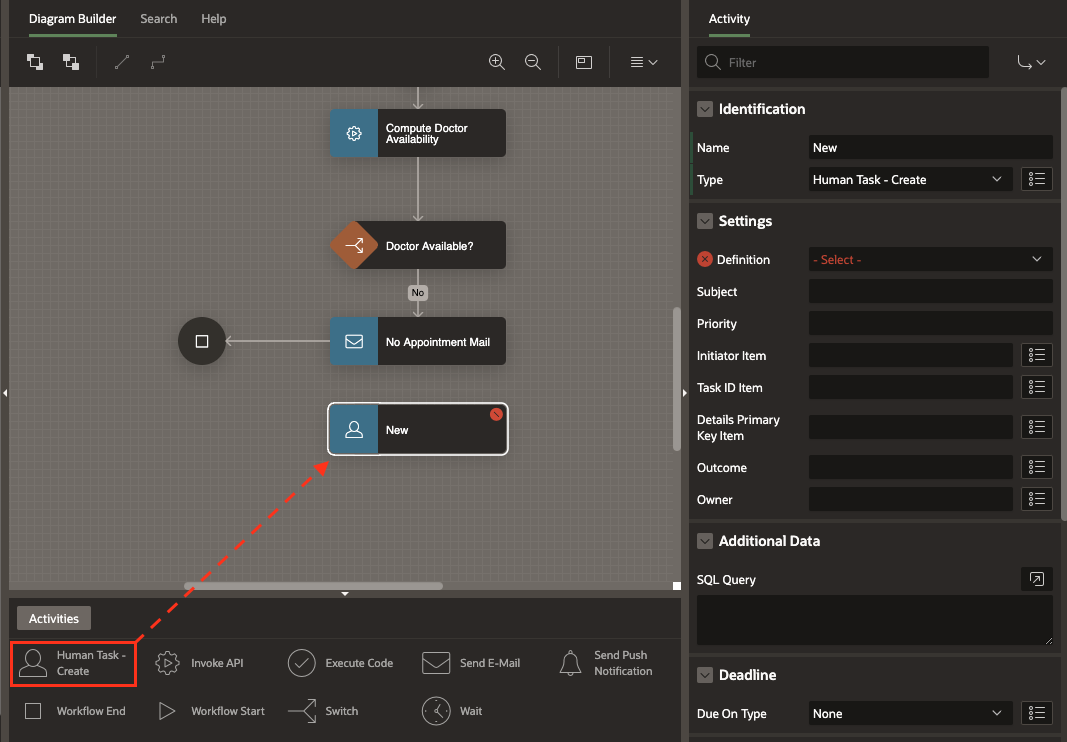 Diagram Builder
Search
Help
Compute Doctor
Availability
Doctor Available?
No
No Appointment Mail
New
Activities
Human Task -
Create
Invoke API
Execute Code
Send E-Mail
Send Push
Notification
Workflow End
Workflow Start
Switch
Wait
Activity
Filter
Identification
Name
New
Type
Human Task - Create
Settings
Definition
- Select -
Subject
Priority
Initiator Item
Task ID Item
Details Primary
Key Item
Outcome
Owner
Additional Data
SQL Query
Deadline
Due On Type
None